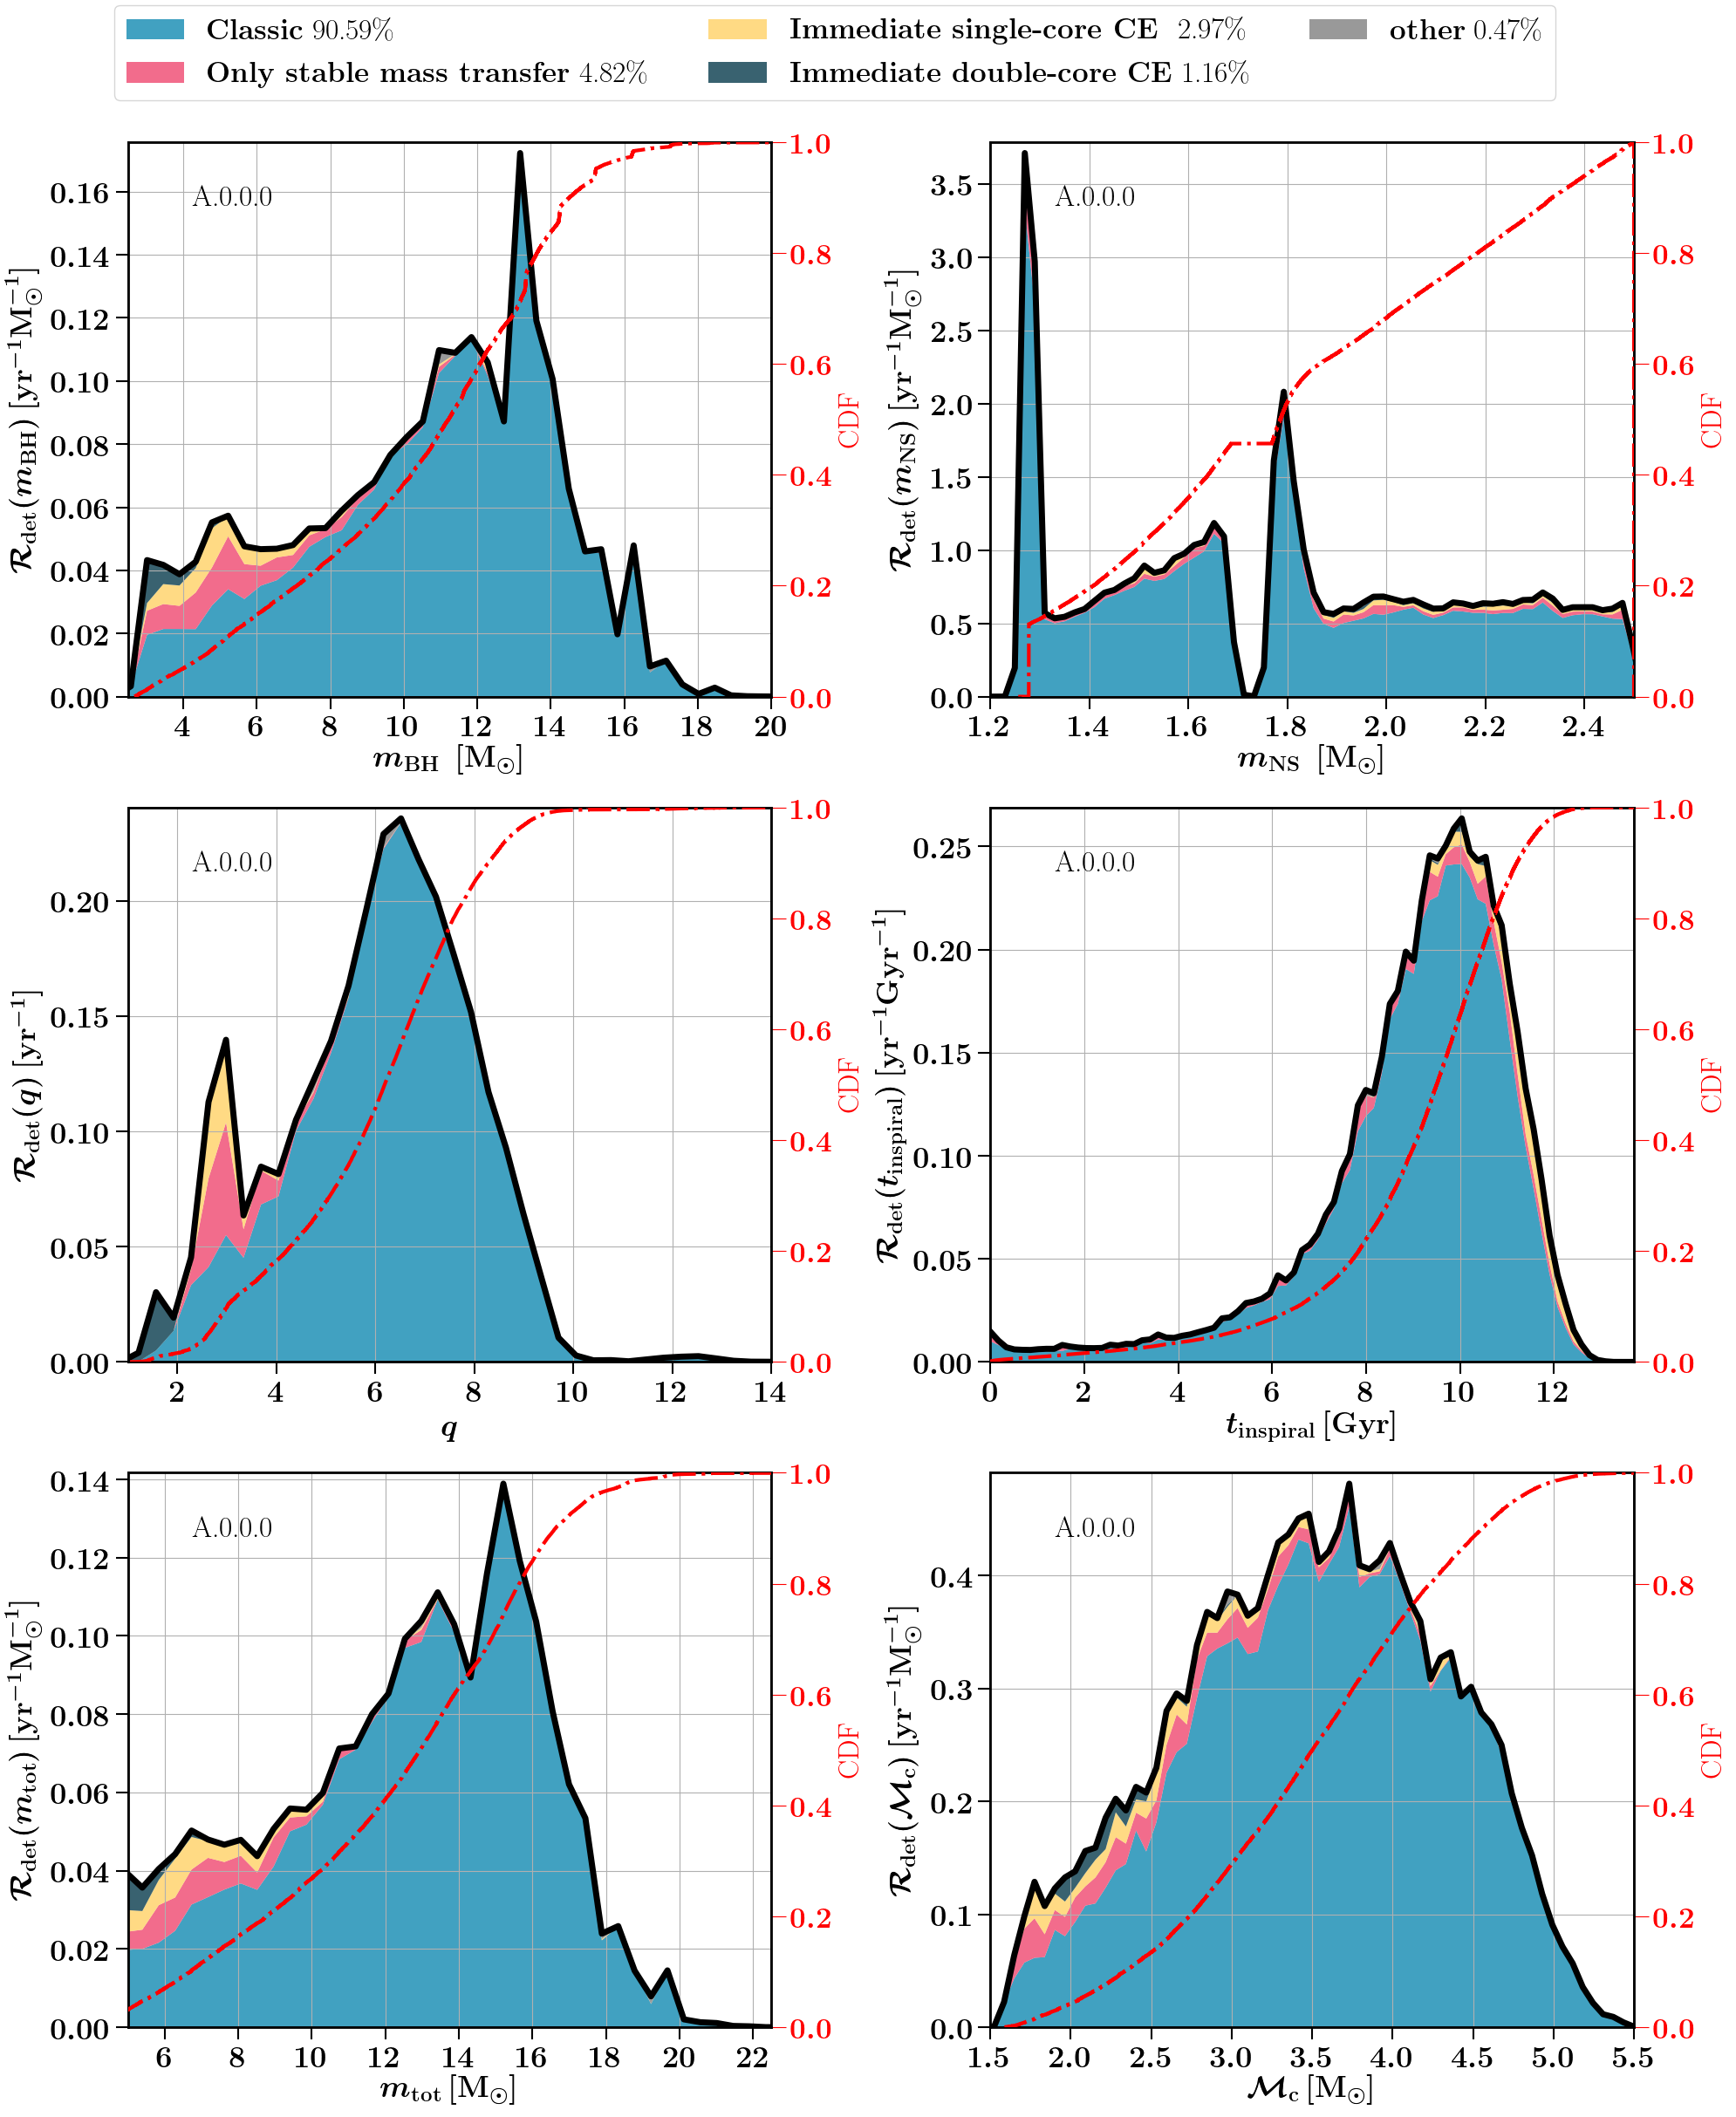 Classic 90.59%
Only stable mass transfer 4.82%
Immediate single-core CE 2.97%
Immediate double-core CE 1.16%
other 0.47%
A.0.0.0
0.16
0.14
0.12
0.10
0.08
0.06
0.04
0.02
0.00
4 6 8 10 12 14 16 18 20
1.0
0.8
0.6
0.4
0.2
0.0
ℛ_det(m_BH) [yr⁻¹M⊙⁻¹]
m_BH [M⊙]
CDF
A.0.0.0
3.5
3.0
2.5
2.0
1.5
1.0
0.5
0.0
1.2 1.4 1.6 1.8 2.0 2.2 2.4
1.0
0.8
0.6
0.4
0.2
0.0
ℛ_det(m_NS) [yr⁻¹M⊙⁻¹]
m_NS [M⊙]
CDF
A.0.0.0
0.20
0.15
0.10
0.05
0.00
2 4 6 8 10 12 14
1.0
0.8
0.6
0.4
0.2
0.0
ℛ_det(q) [yr⁻¹]
q
CDF
A.0.0.0
0.25
0.20
0.15
0.10
0.05
0.00
0 2 4 6 8 10 12
1.0
0.8
0.6
0.4
0.2
0.0
ℛ_det(t_inspiral) [yr⁻¹Gyr⁻¹]
t_inspiral [Gyr]
CDF
A.0.0.0
0.14
0.12
0.10
0.08
0.06
0.04
0.02
0.00
6 8 10 12 14 16 18 20 22
1.0
0.8
0.6
0.4
0.2
0.0
ℛ_det(m_tot) [yr⁻¹M⊙⁻¹]
m_tot [M⊙]
CDF
A.0.0.0
0.4
0.3
0.2
0.1
0.0
1.5 2.0 2.5 3.0 3.5 4.0 4.5 5.0 5.5
1.0
0.8
0.6
0.4
0.2
0.0
ℛ_det(ℳ_c) [yr⁻¹M⊙⁻¹]
ℳ_c [M⊙]
CDF